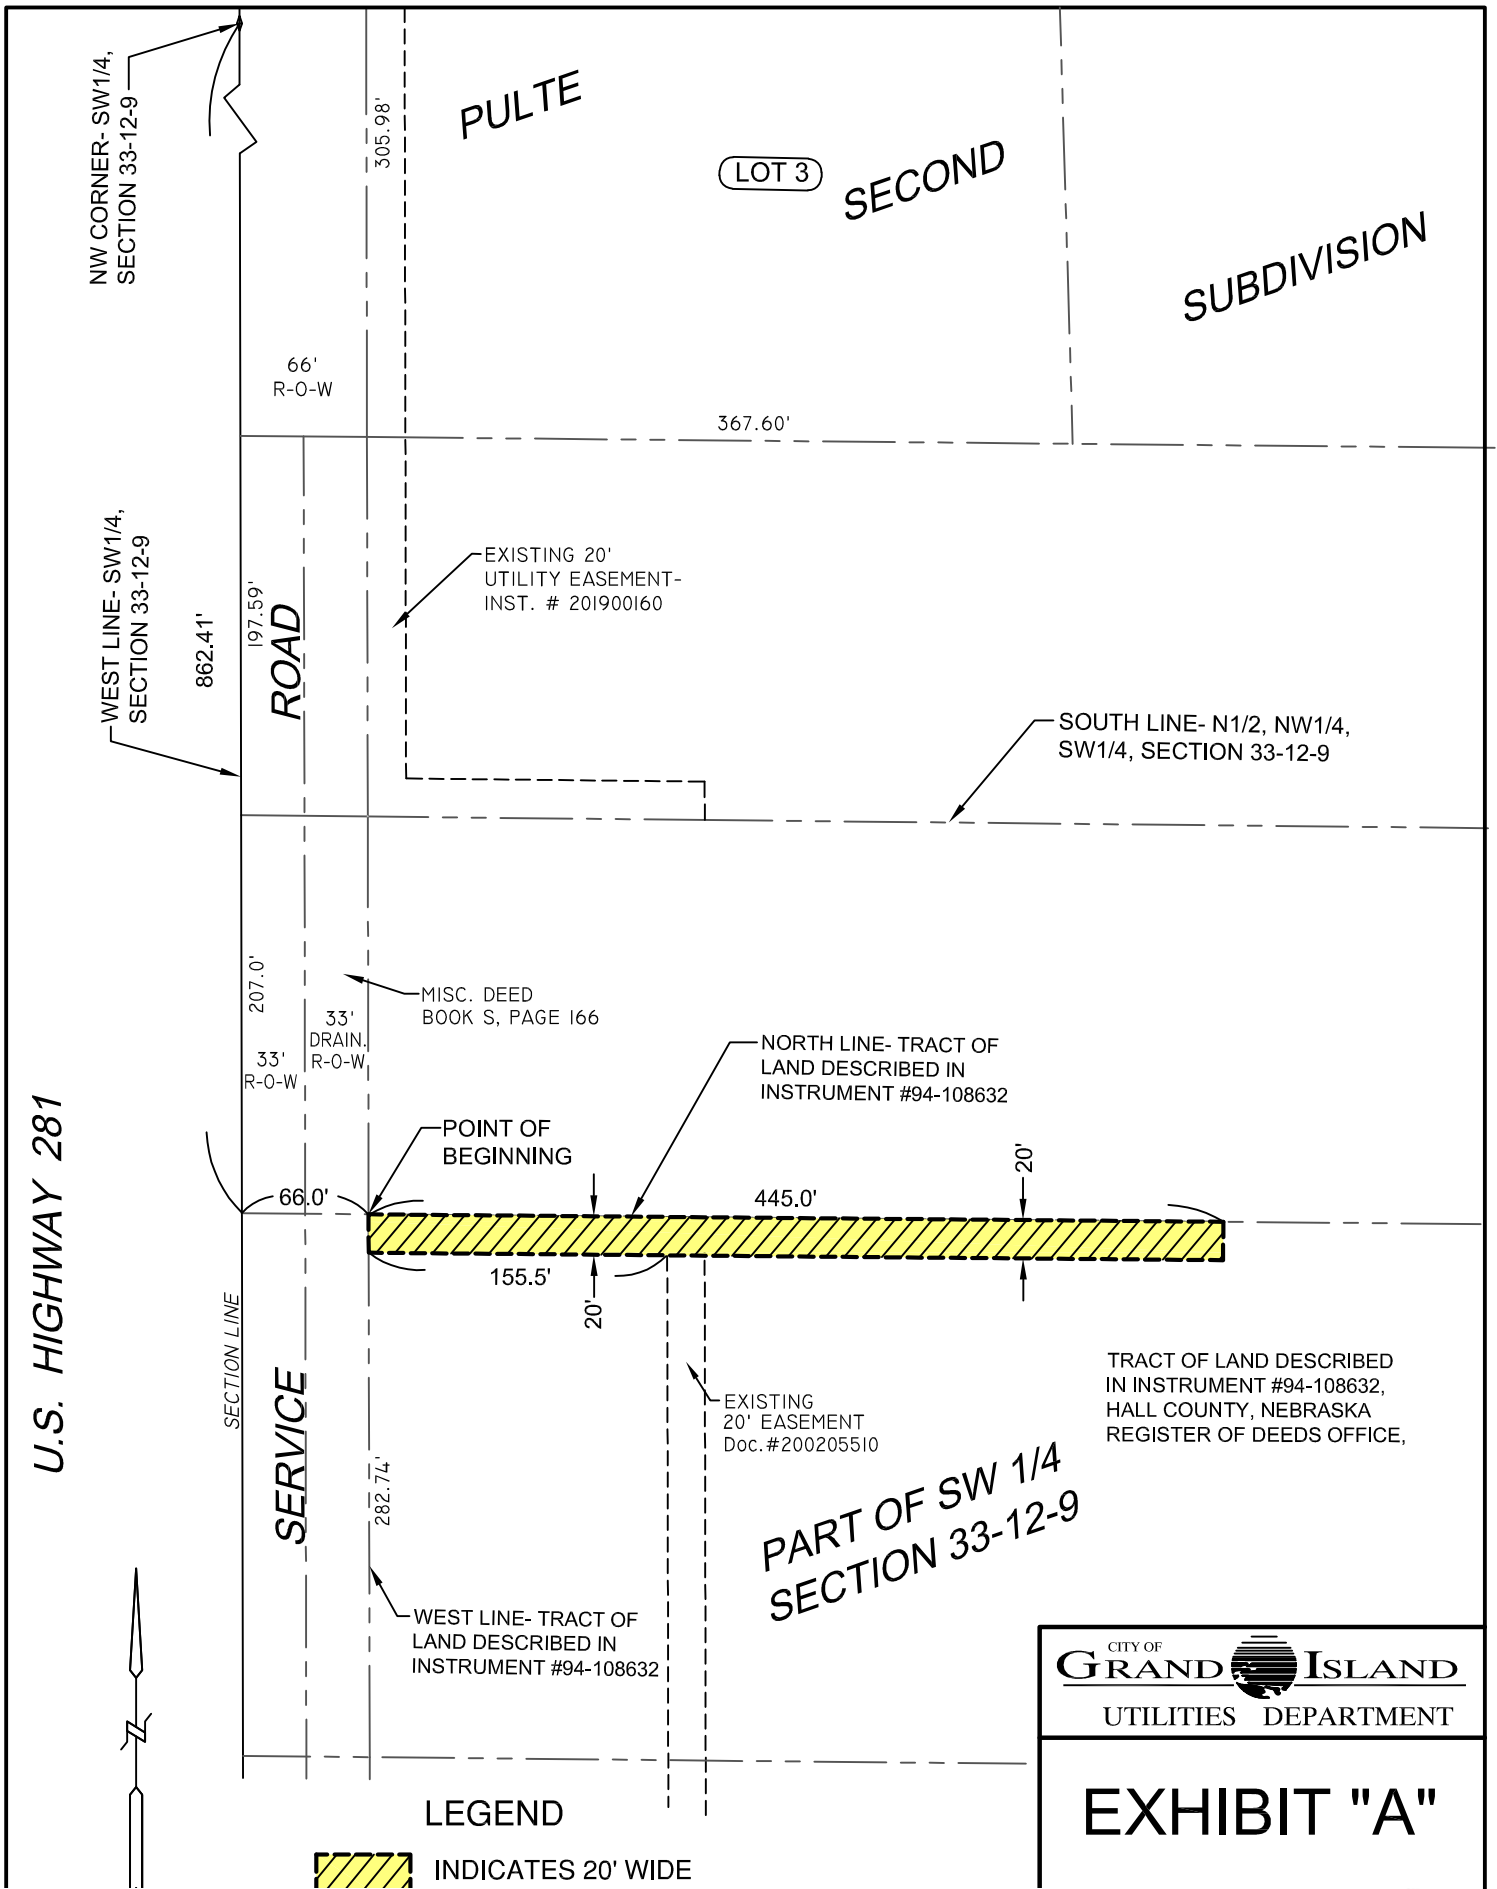 NW CORNER- SW1/4,
SECTION 33-12-9
305.98'
PULTE
LOT 3
SECOND
SUBDIVISION
66'
R-O-W
367.60'
WEST LINE- SW1/4,
SECTION 33-12-9
862.41'
197.59'
ROAD
EXISTING 20'
UTILITY EASEMENT-
INST. # 201900160
SOUTH LINE- N1/2, NW1/4,
SW1/4, SECTION 33-12-9
207.0'
MISC. DEED
BOOK S, PAGE 166
33'
DRAIN.
R-O-W
33'
R-O-W
NORTH LINE- TRACT OF
LAND DESCRIBED IN
INSTRUMENT #94-108632
POINT OF
BEGINNING
U.S. HIGHWAY 281
66.0'
445.0'
20'
155.5'
20'
SECTION LINE
SERVICE
282.74'
EXISTING
20' EASEMENT
Doc.#200205510
TRACT OF LAND DESCRIBED
IN INSTRUMENT #94-108632,
HALL COUNTY, NEBRASKA
REGISTER OF DEEDS OFFICE,
PART OF SW 1/4
SECTION 33-12-9
WEST LINE- TRACT OF
LAND DESCRIBED IN
INSTRUMENT #94-108632
CITY OF
GRAND ISLAND
UTILITIES DEPARTMENT
EXHIBIT "A"
LEGEND
INDICATES 20' WIDE